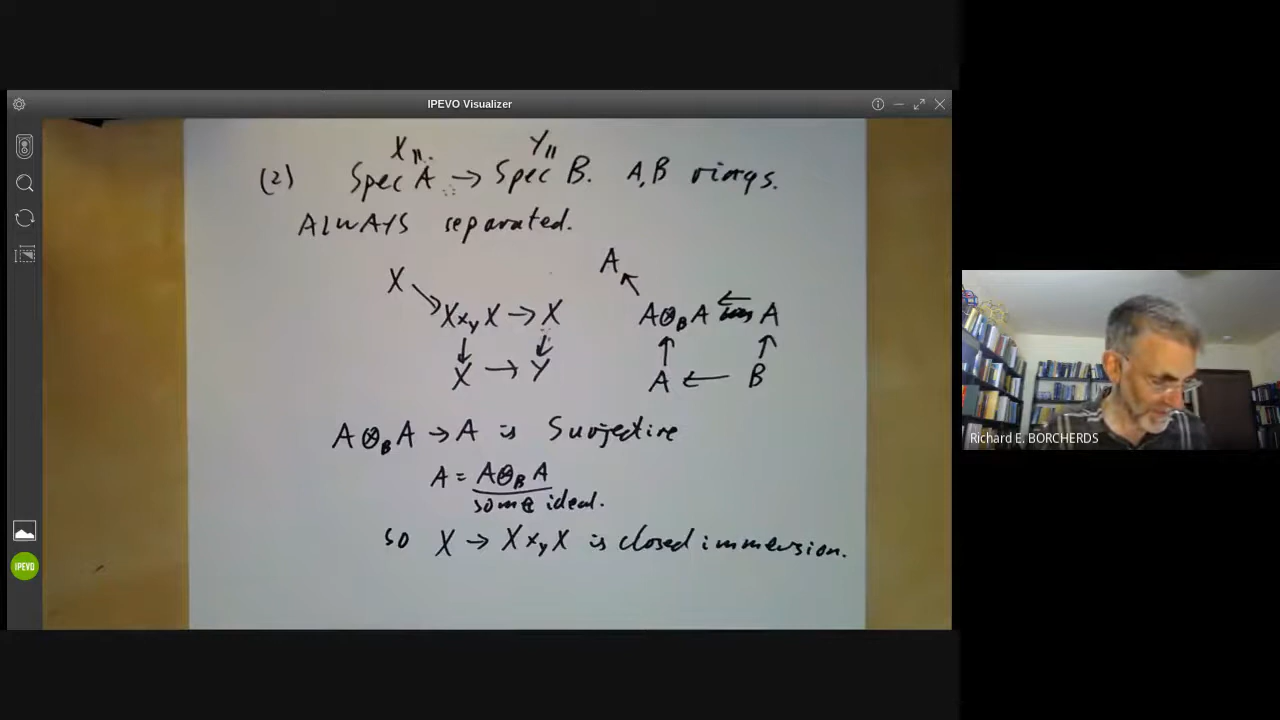 IPEVO Visualizer
X Y
(2) Spec A → Spec B. A,B rings.
ALWAYS separated.
X A
X×_Y X → X A⊗_B A ← A
X → Y A ← B
A⊗_B A → A is Surjective
A = A⊗_B A
some ideal.
so X → X×_Y X is closed immersion.
IPEVO
Richard E. BORCHERDS